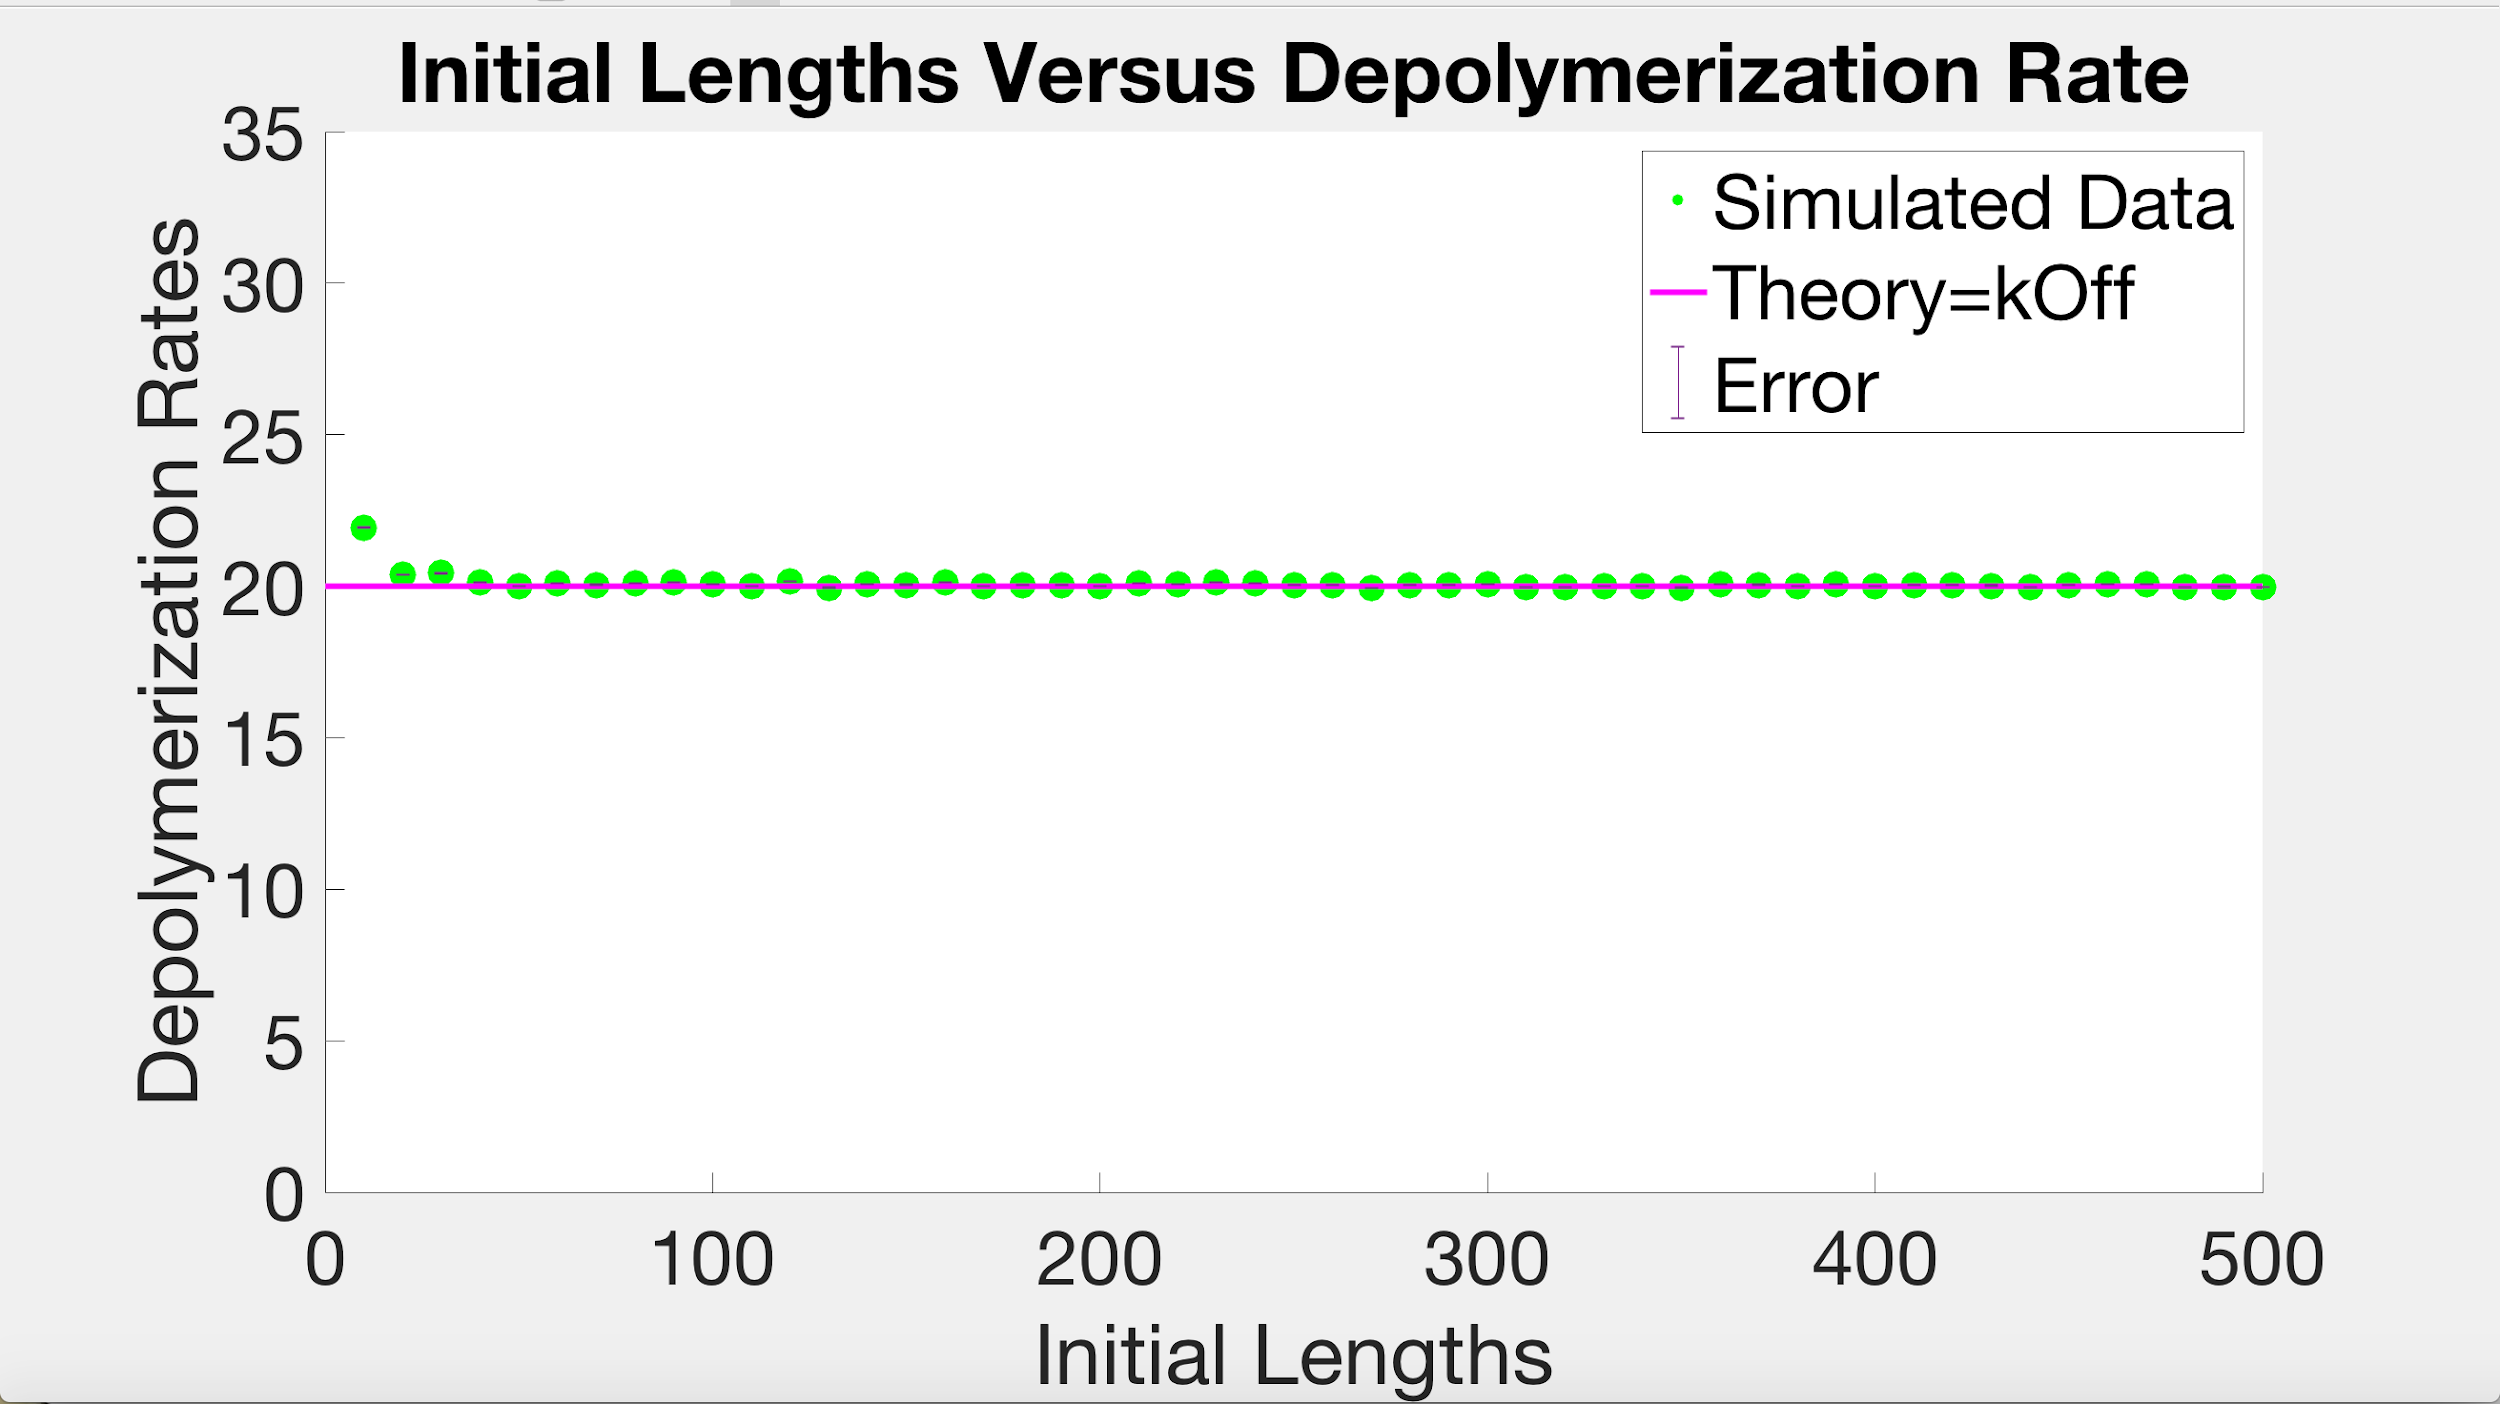 Initial Lengths Versus Depolymerization Rate
35
30
25
20
15
10
5
0
Depolymerization Rates
Simulated Data
Theory=kOff
Error
0 100 200 300 400 500
Initial Lengths